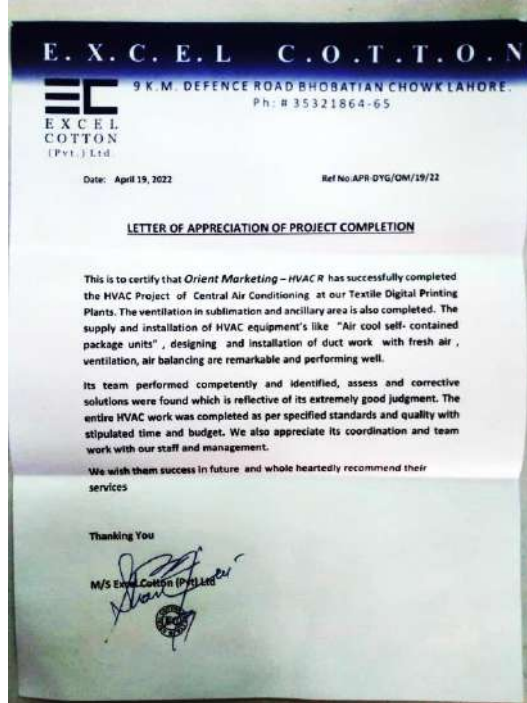 E. X. C. E. L C.O.T.T.O.N
9 K.M. DEFENCE ROAD BHOBATIAN CHOWK LAHORE.
Ph: # 35321864-65
EC
EXCEL
COTTON
(Pvt.) Ltd.
Date: April 19, 2022 Ref No:APR-DYG/OM/19/22
LETTER OF APPRECIATION OF PROJECT COMPLETION
This is to certify that Orient Marketing – HVAC R has successfully completed
the HVAC Project of Central Air Conditioning at our Textile Digital Printing
Plants. The ventilation in sublimation and ancillary area is also completed. The
supply and installation of HVAC equipment's like "Air cool self- contained
package units" , designing and installation of duct work with fresh air ,
ventilation, air balancing are remarkable and performing well.
Its team performed competently and identified, assess and corrective
solutions were found which is reflective of its extremely good judgment. The
entire HVAC work was completed as per specified standards and quality with
stipulated time and budget. We also appreciate its coordination and team
work with our staff and management.
We wish them success in future and whole heartedly recommend their
services
Thanking You
M/S Excel Cotton (Pvt) Ltd